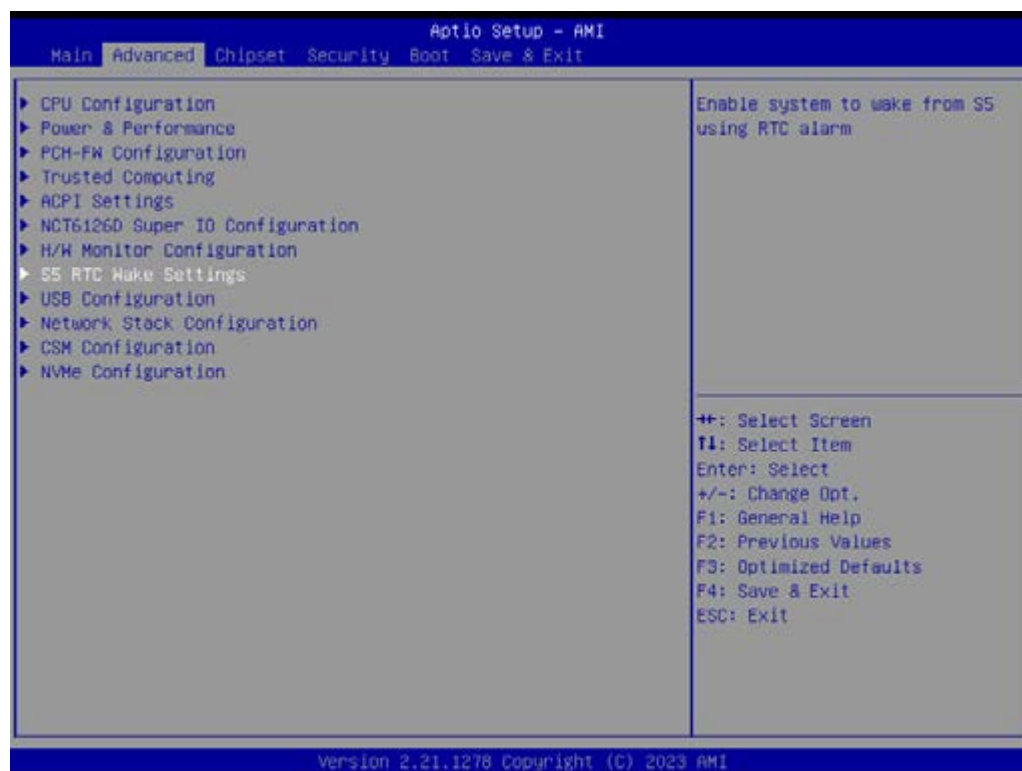 Aptio Setup – AMI
Main Advanced Chipset Security Boot Save & Exit
▶ CPU Configuration
▶ Power & Performance
▶ PCH-FW Configuration
▶ Trusted Computing
▶ ACPI Settings
▶ NCT6126D Super IO Configuration
▶ H/W Monitor Configuration
▶ S5 RTC Wake Settings
▶ USB Configuration
▶ Network Stack Configuration
▶ CSM Configuration
▶ NVMe Configuration
Enable system to wake from S5
using RTC alarm
→←: Select Screen
↑↓: Select Item
Enter: Select
+/-: Change Opt.
F1: General Help
F2: Previous Values
F3: Optimized Defaults
F4: Save & Exit
ESC: Exit
Version 2.21.1278 Copyright (C) 2023 AMI